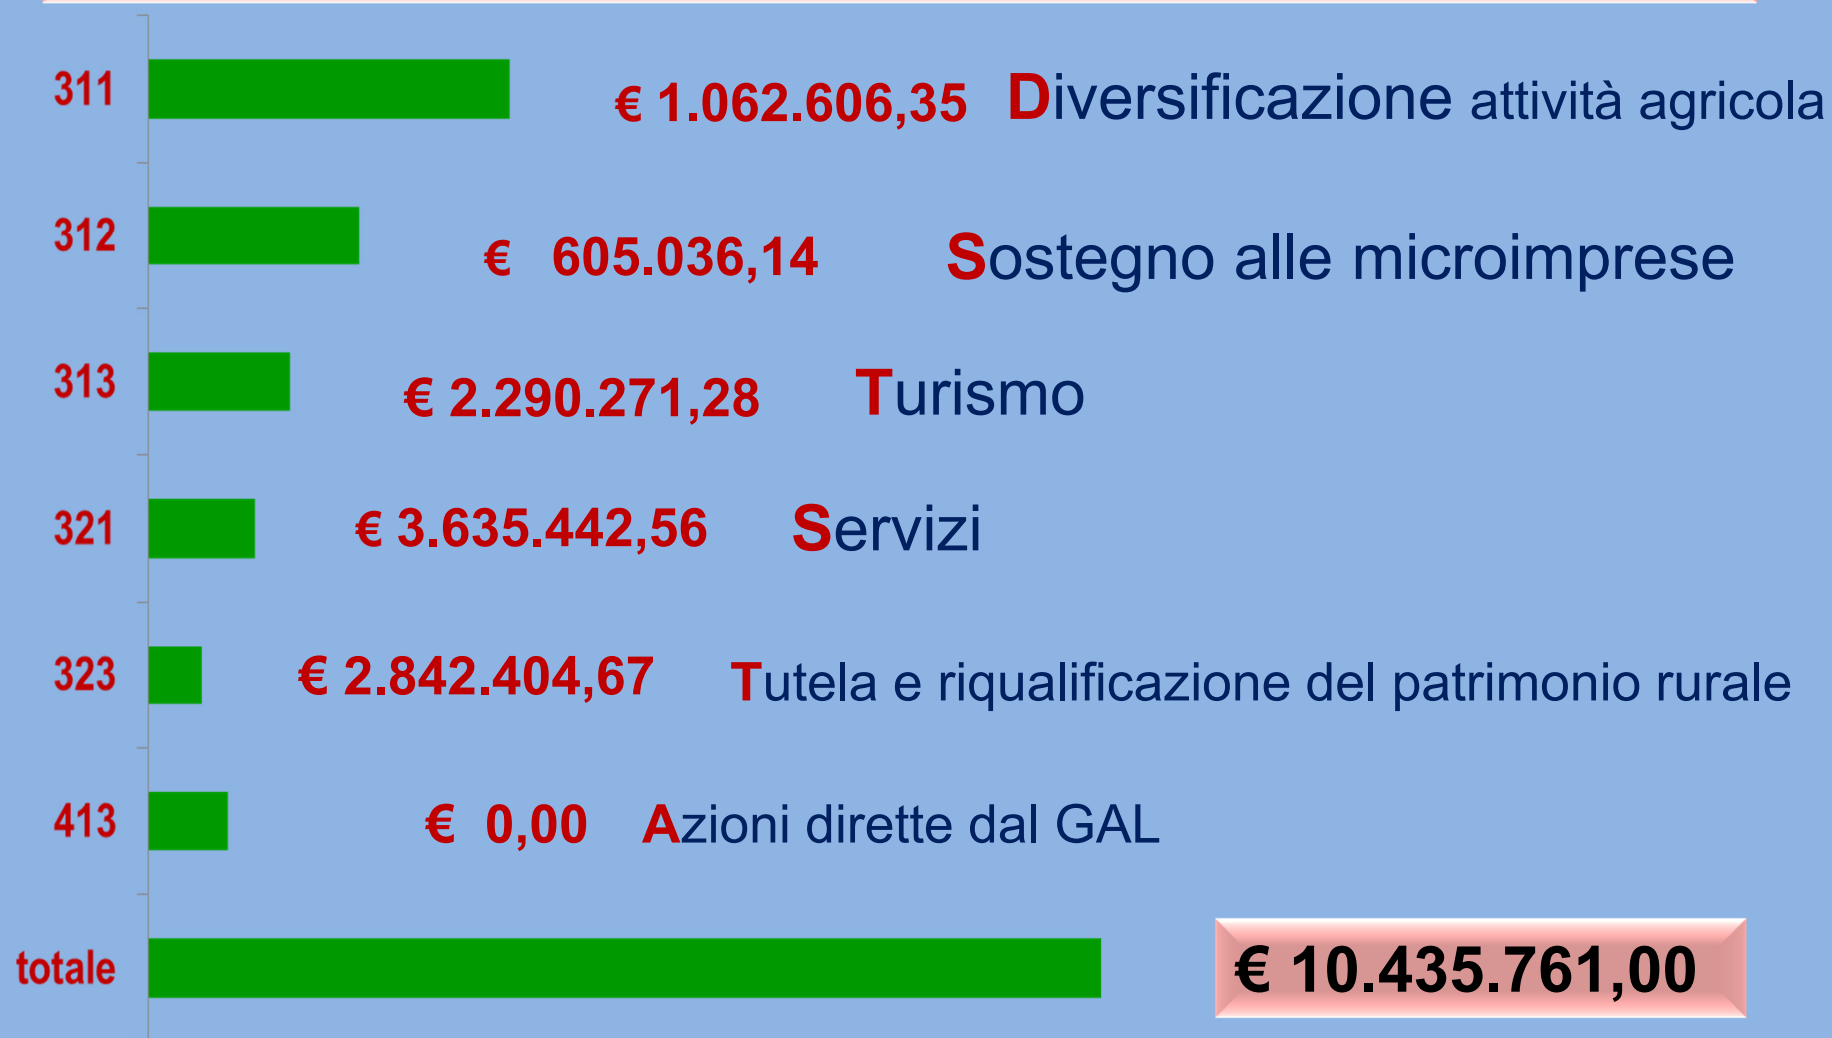 311 € 1.062.606,35 Diversificazione attività agricola
312 € 605.036,14 Sostegno alle microimprese
313 € 2.290.271,28 Turismo
321 € 3.635.442,56 Servizi
323 € 2.842.404,67 Tutela e riqualificazione del patrimonio rurale
413 € 0,00 Azioni dirette dal GAL
totale € 10.435.761,00